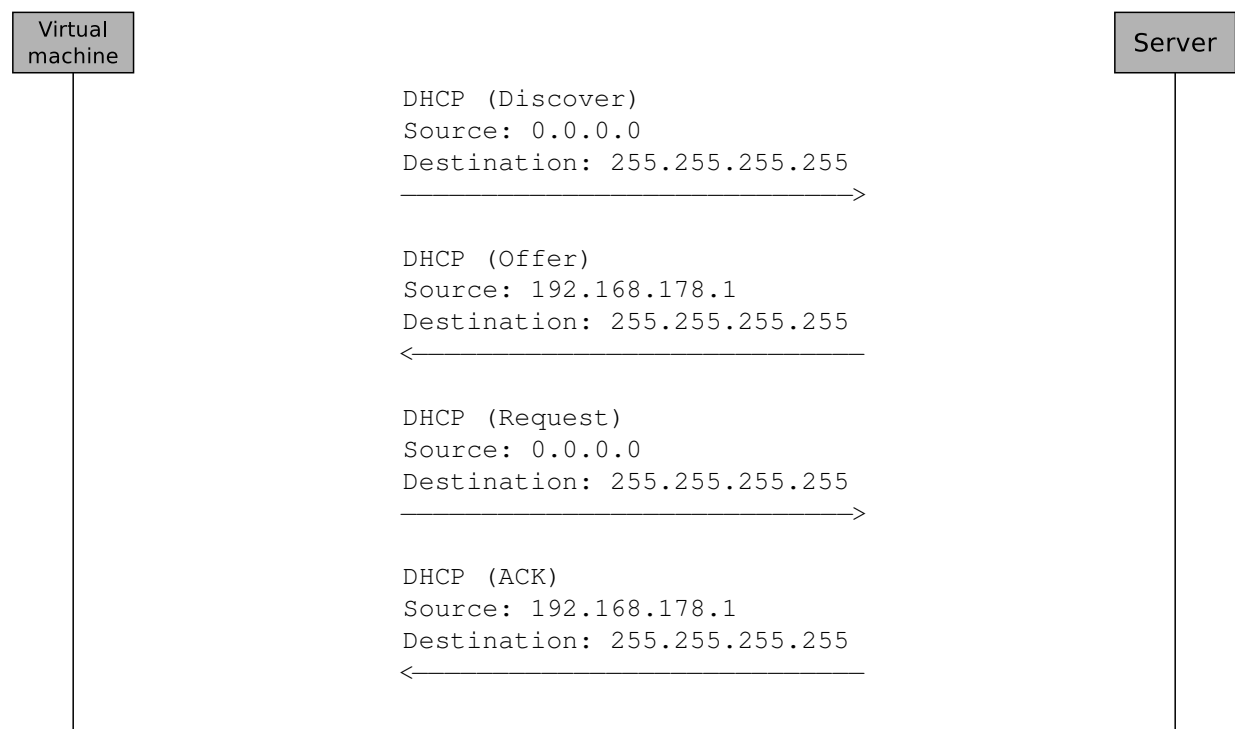 Virtual
machine
Server
DHCP (Discover)
Source: 0.0.0.0
Destination: 255.255.255.255
DHCP (Offer)
Source: 192.168.178.1
Destination: 255.255.255.255
DHCP (Request)
Source: 0.0.0.0
Destination: 255.255.255.255
DHCP (ACK)
Source: 192.168.178.1
Destination: 255.255.255.255